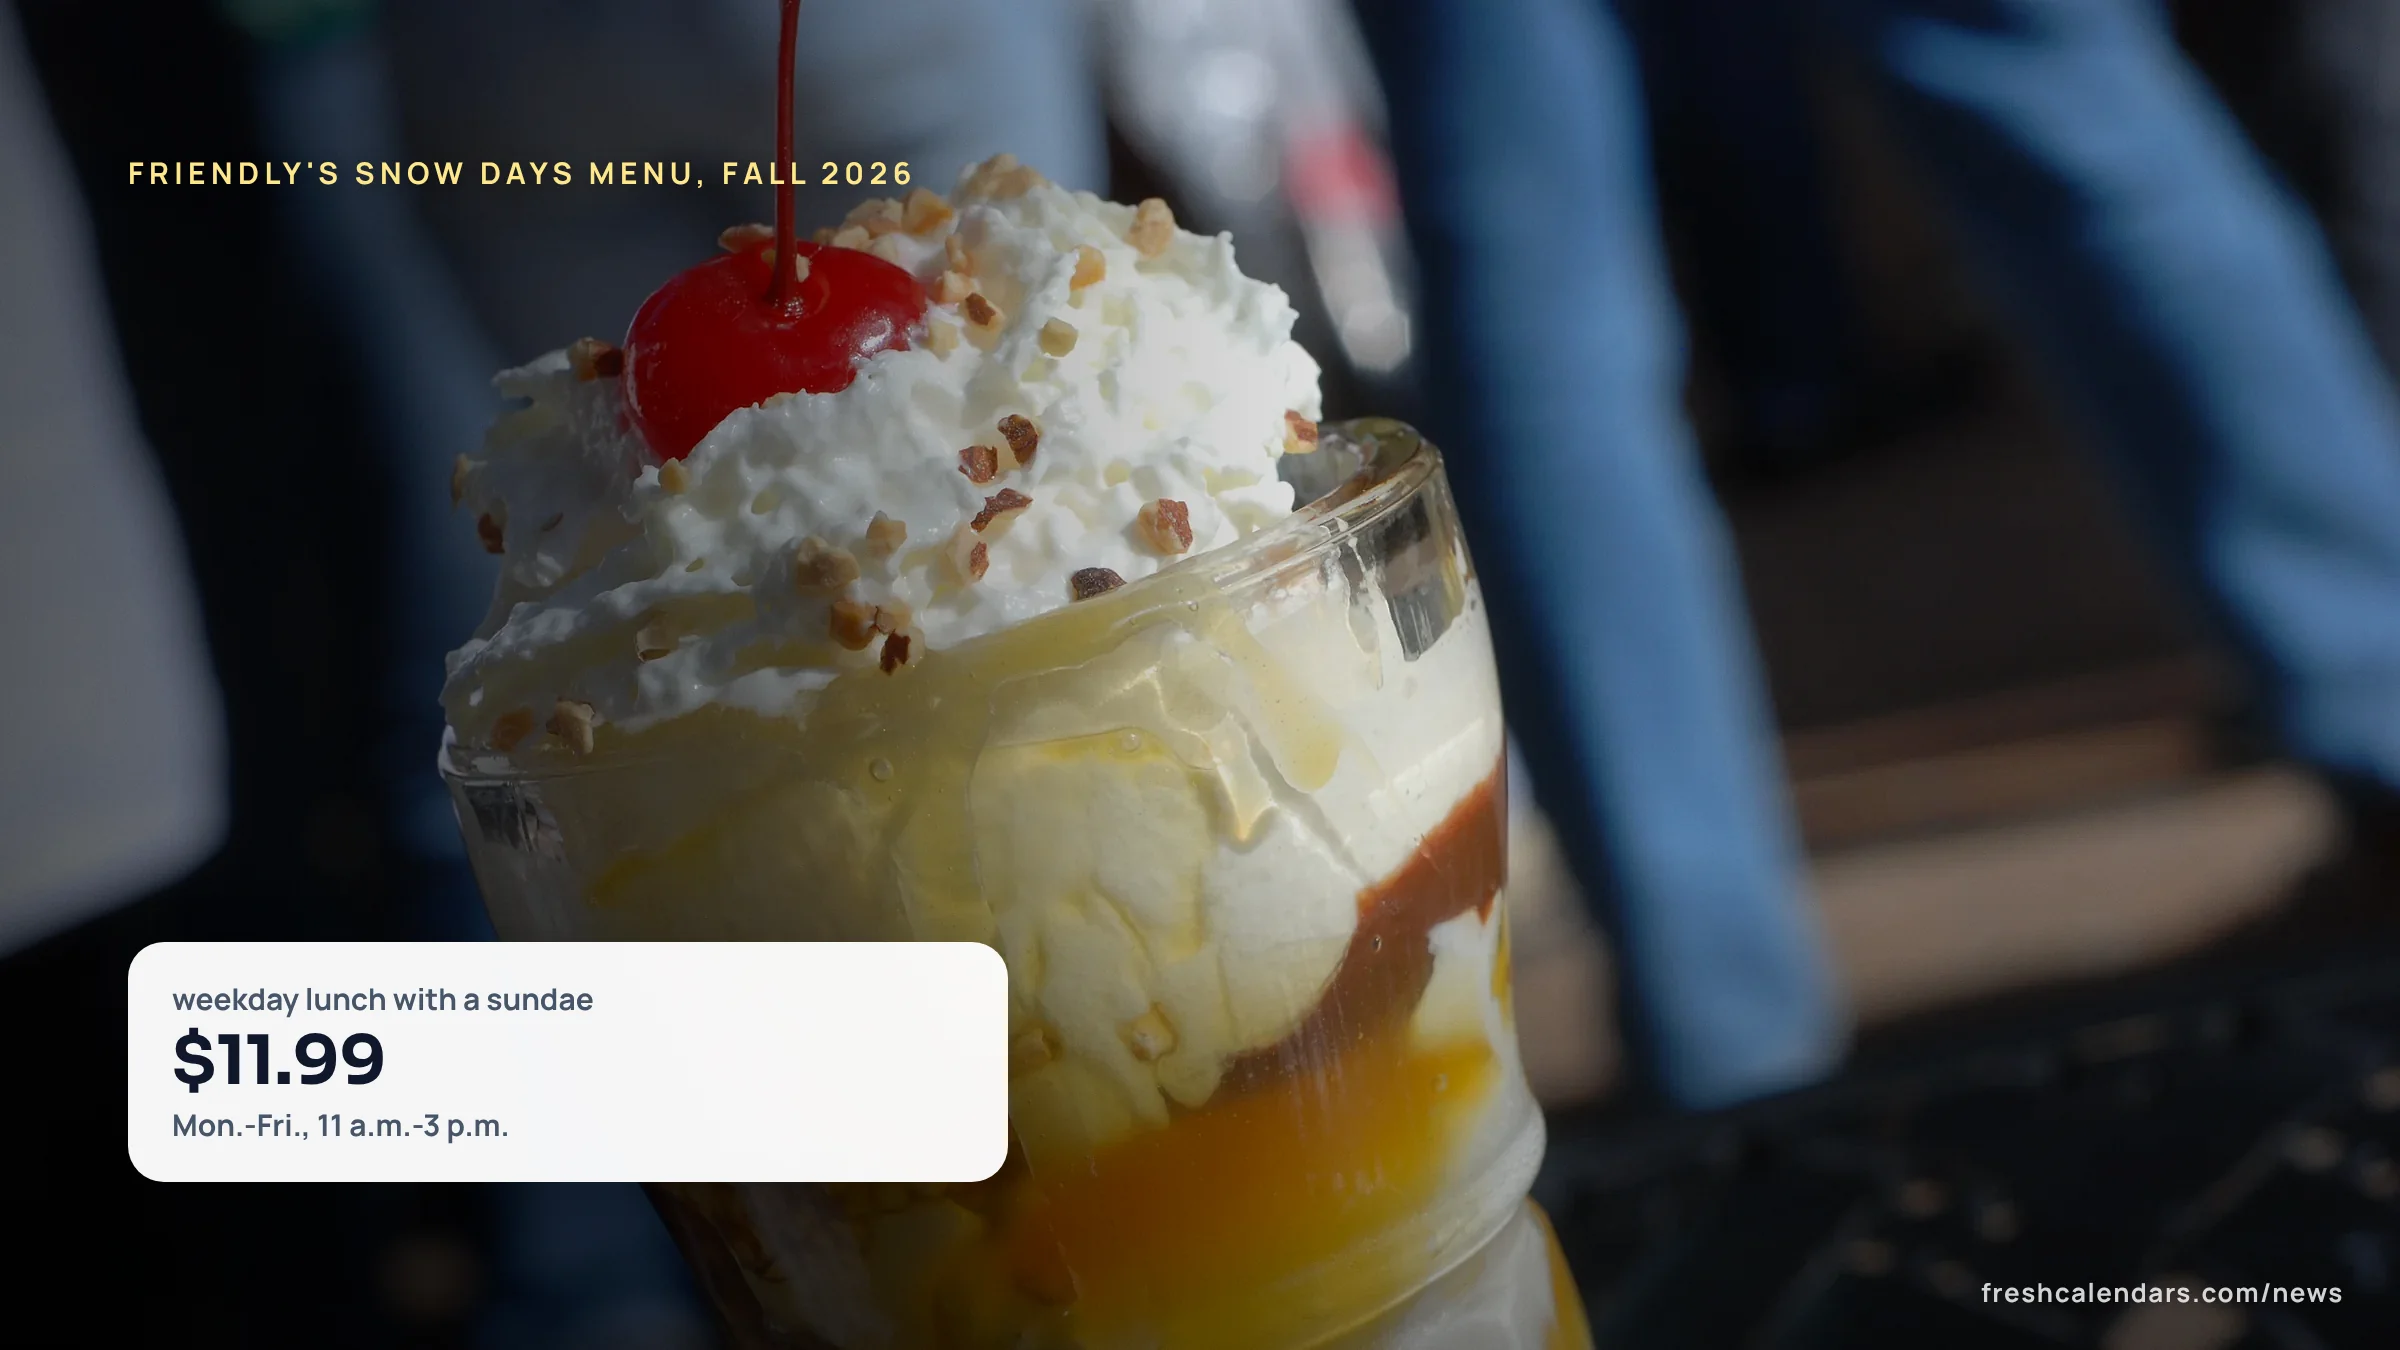 FRIENDLY'S SNOW DAYS MENU, FALL 2026
weekday lunch with a sundae
$11.99
Mon.-Fri., 11 a.m.-3 p.m.
freshcalendars.com/news